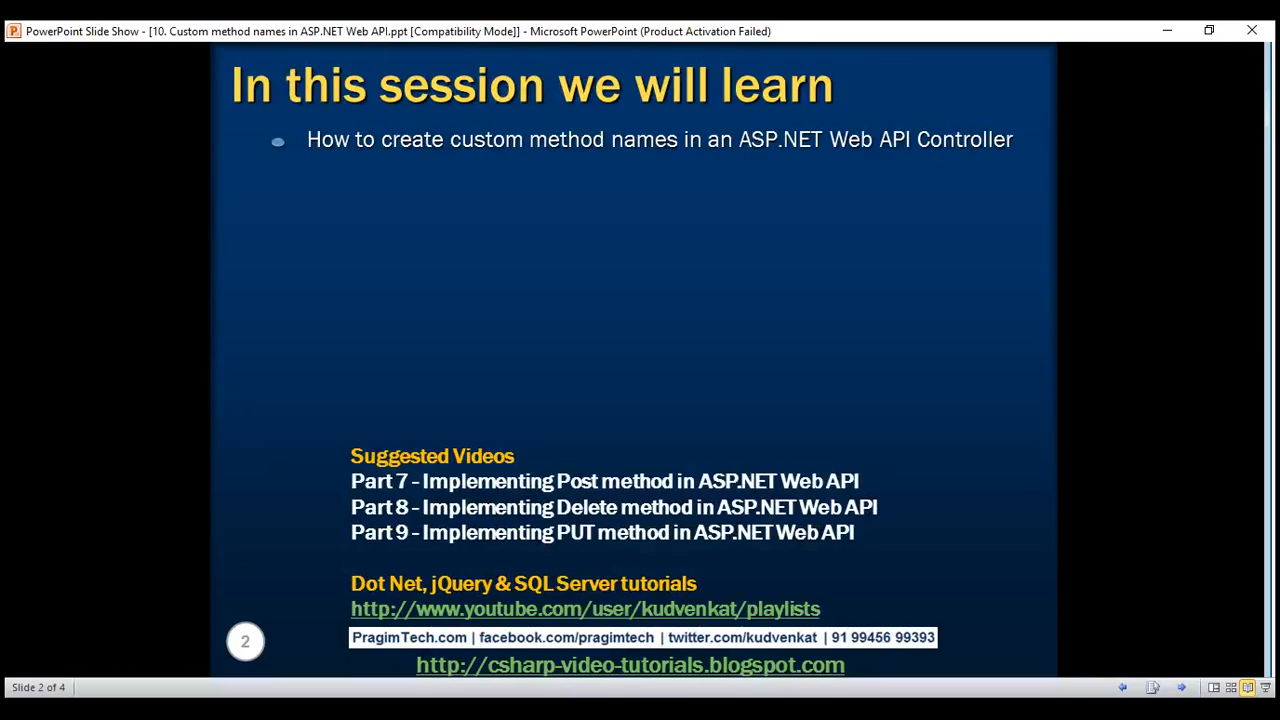 PowerPoint Slide Show - [10. Custom method names in ASP.NET Web API.ppt [Compatibility Mode]] - Microsoft PowerPoint (Product Activation Failed)
In this session we will learn
How to create custom method names in an ASP.NET Web API Controller
Suggested Videos
Part 7 - Implementing Post method in ASP.NET Web API
Part 8 - Implementing Delete method in ASP.NET Web API
Part 9 - Implementing PUT method in ASP.NET Web API
Dot Net, jQuery & SQL Server tutorials
http://www.youtube.com/user/kudvenkat/playlists
2
PragimTech.com | facebook.com/pragimtech | twitter.com/kudvenkat | 91 99456 99393
http://csharp-video-tutorials.blogspot.com
Slide 2 of 4